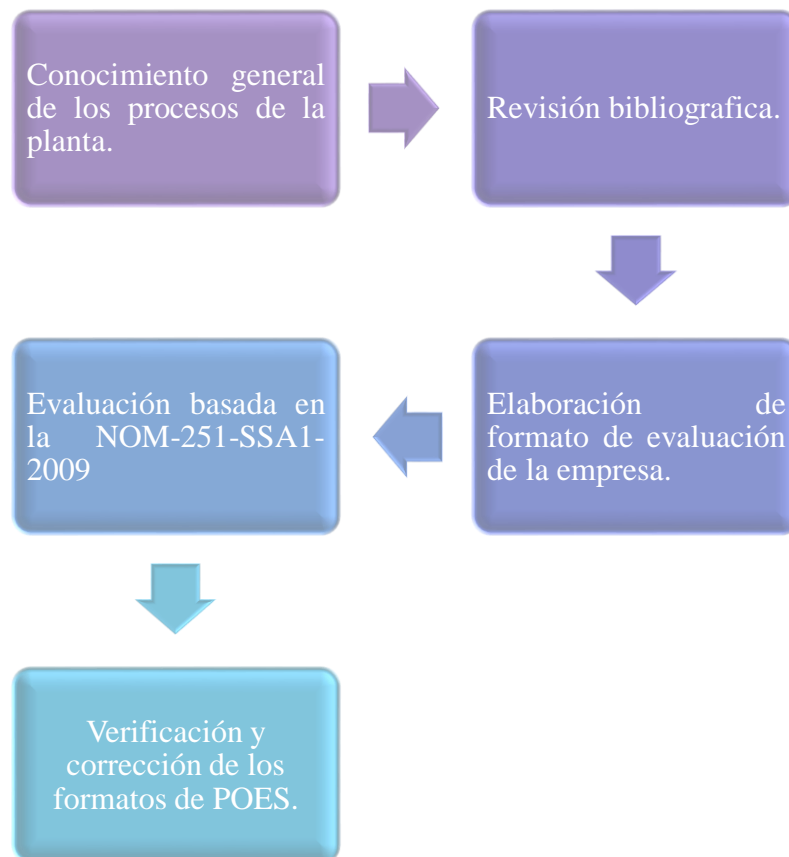 Conocimiento general
de los procesos de la
planta.
Revisión bibliografica.
Elaboración de
formato de evaluación
de la empresa.
Evaluación basada en
la NOM-251-SSA1-
2009
Verificación y
corrección de los
formatos de POES.